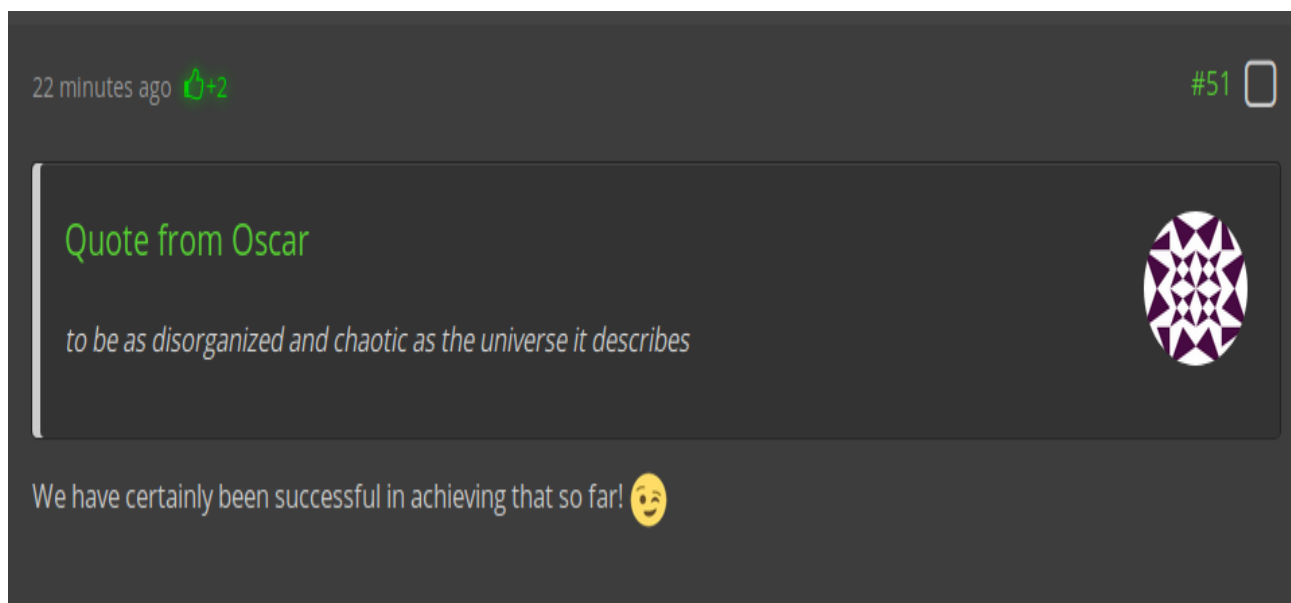 22 minutes ago +2
#51
Quote from Oscar
to be as disorganized and chaotic as the universe it describes
We have certainly been successful in achieving that so far! 😉